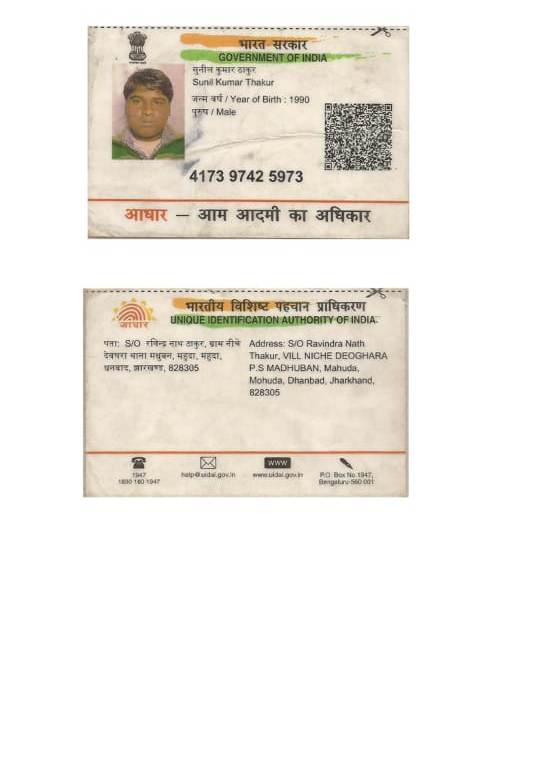 भारत सरकार
GOVERNMENT OF INDIA
सुनील कुमार ठाकुर
Sunil Kumar Thakur
जन्म वर्ष / Year of Birth : 1990
पुरुष / Male
4173 9742 5973
आधार – आम आदमी का अधिकार
भारतीय विशिष्ट पहचान प्राधिकरण
UNIQUE IDENTIFICATION AUTHORITY OF INDIA
आधार
पता: S/O रविन्द्र नाथ ठाकुर, ग्राम नीचे
देवघरा थाना मधुबन, महुदा, महुदा,
धनबाद, झारखण्ड, 828305
Address: S/O Ravindra Nath
Thakur, VILL NICHE DEOGHARA
P.S MADHUBAN, Mahuda,
Mohuda, Dhanbad, Jharkhand,
828305
WWW
1947
1800 180 1947
help@uidai.gov.in
www.uidai.gov.in
P.O. Box No.1947,
Bengaluru-560 001